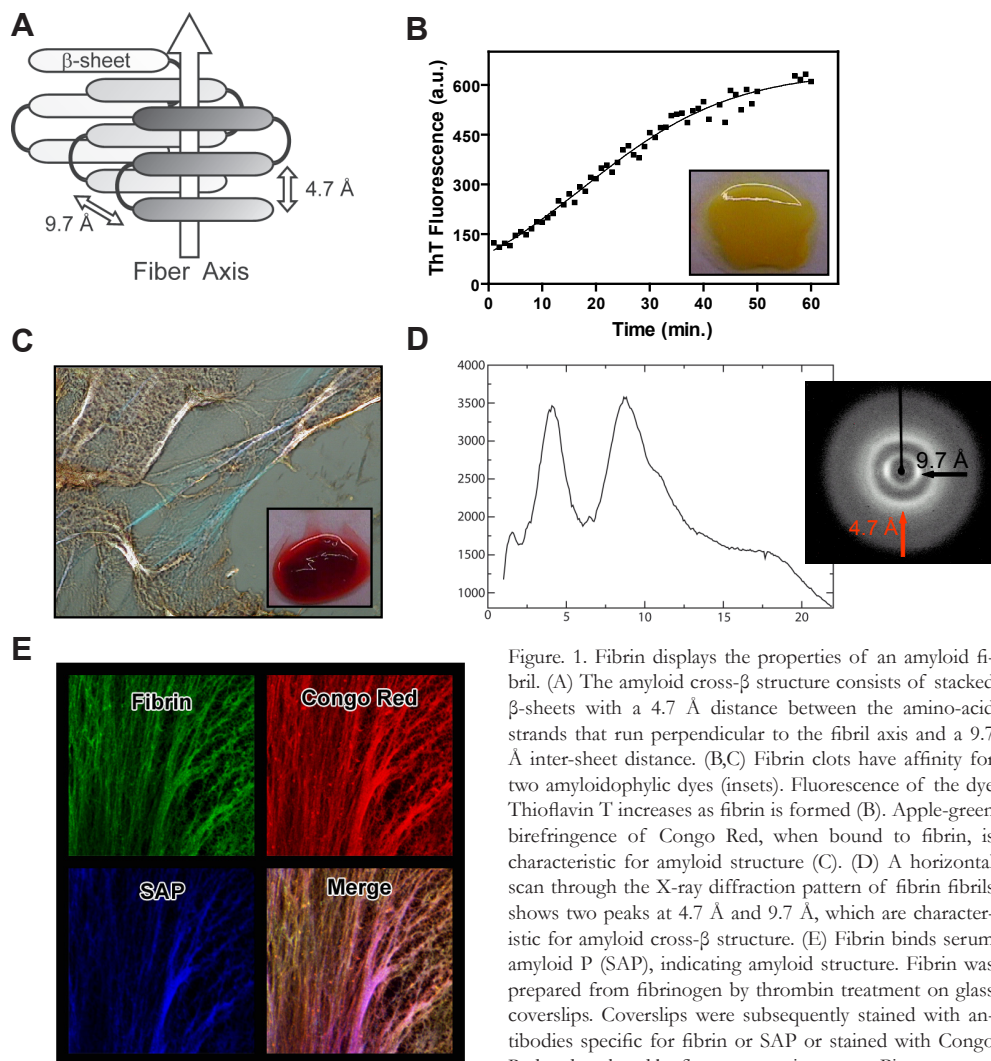 A
β-sheet
4.7 Å
9.7 Å
Fiber Axis
B
ThT Fluorescence (a.u.)
600
450
300
150
0
0 10 20 30 40 50 60
Time (min.)
C
D
4000
3500
3000
2500
2000
1500
1000
0 5 10 15 20
9.7 Å
4.7 Å
E
Fibrin
Congo Red
SAP
Merge
Figure. 1. Fibrin displays the properties of an amyloid fi-
bril. (A) The amyloid cross-β structure consists of stacked
β-sheets with a 4.7 Å distance between the amino-acid
strands that run perpendicular to the fibril axis and a 9.7
Å inter-sheet distance. (B,C) Fibrin clots have affinity for
two amyloidophylic dyes (insets). Fluorescence of the dye
Thioflavin T increases as fibrin is formed (B). Apple-green
birefringence of Congo Red, when bound to fibrin, is
characteristic for amyloid structure (C). (D) A horizontal
scan through the X-ray diffraction pattern of fibrin fibrils
shows two peaks at 4.7 Å and 9.7 Å, which are character-
istic for amyloid cross-β structure. (E) Fibrin binds serum
amyloid P (SAP), indicating amyloid structure. Fibrin was
prepared from fibrinogen by thrombin treatment on glass
coverslips. Coverslips were subsequently stained with an-
tibodies specific for fibrin or SAP or stained with Congo